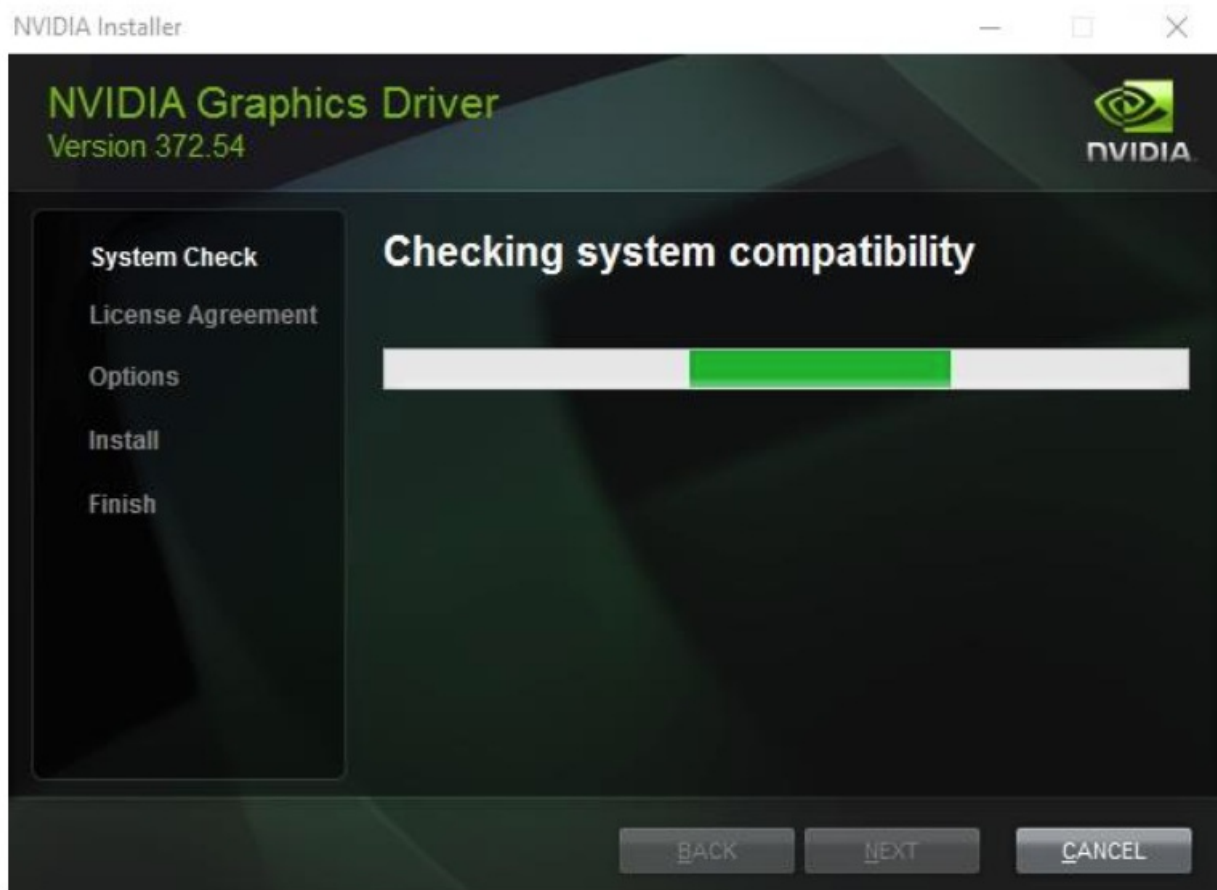 NVIDIA Installer
NVIDIA Graphics Driver
Version 372.54
NVIDIA
System Check
License Agreement
Options
Install
Finish
Checking system compatibility
BACK
NEXT
CANCEL